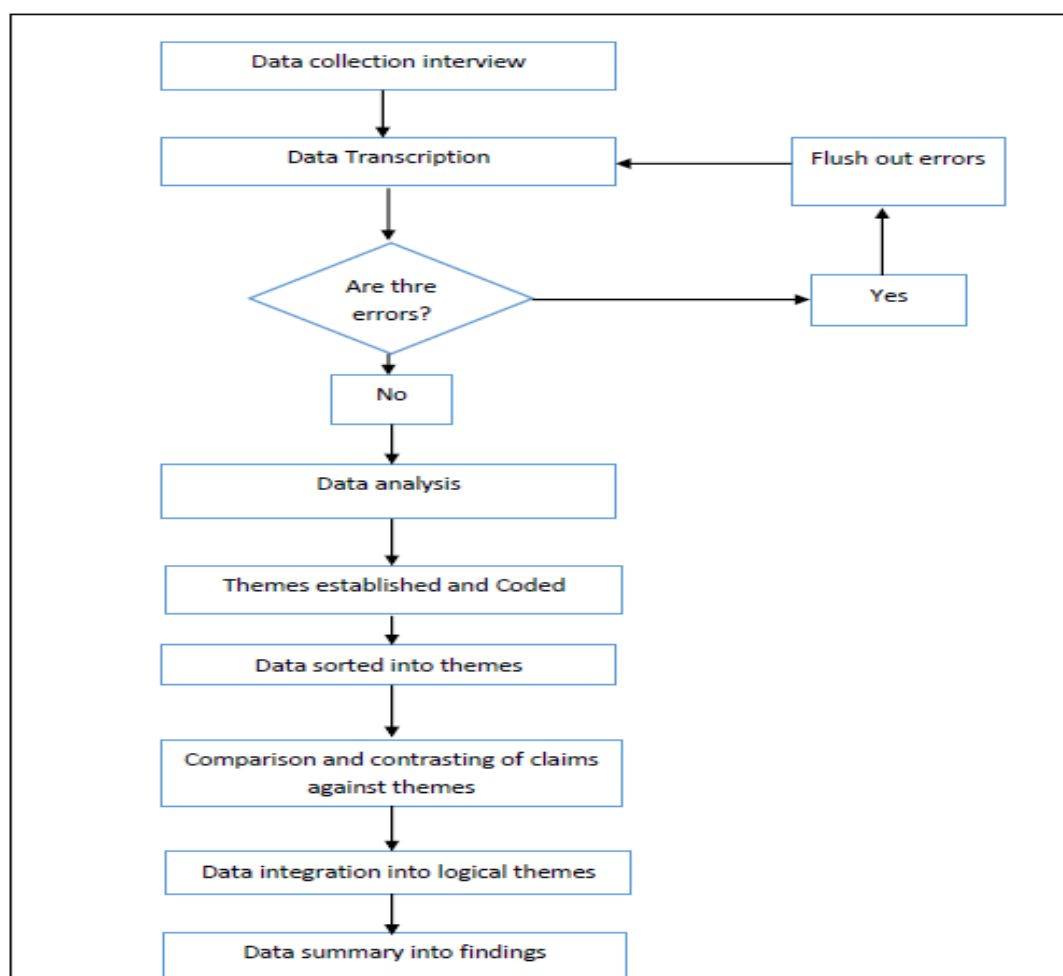 Data collection interview
Data Transcription
Flush out errors
Are thre
errors?
Yes
No
Data analysis
Themes established and Coded
Data sorted into themes
Comparison and contrasting of claims
against themes
Data integration into logical themes
Data summary into findings